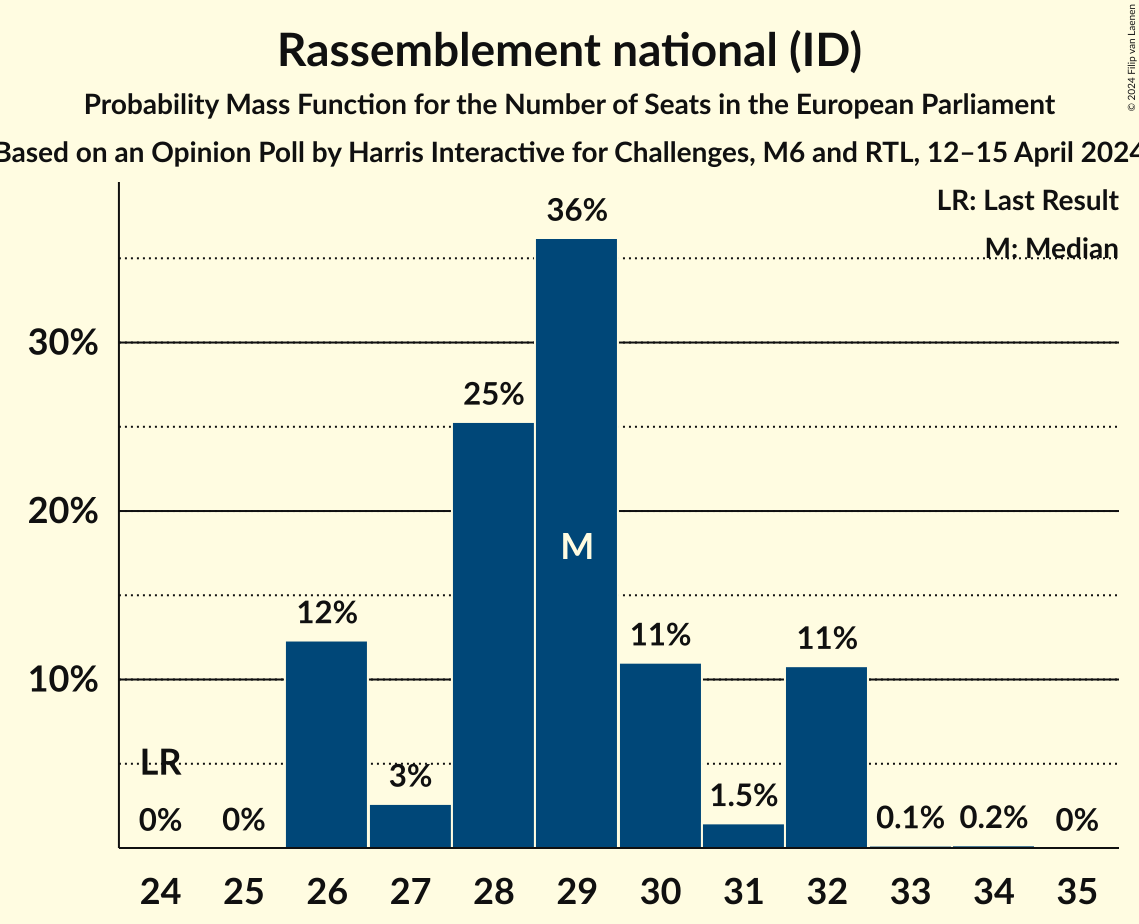 Rassemblement national (ID)
Probability Mass Function for the Number of Seats in the European Parliament
Based on an Opinion Poll by Harris Interactive for Challenges, M6 and RTL, 12–15 April 2024
© 2024 Filip van Laenen
LR: Last Result
M: Median
36%
30%
25%
20%
M
12%
11%
11%
10%
LR
3%
1.5%
0%
0%
0.1%
0.2%
0%
24 25 26 27 28 29 30 31 32 33 34 35